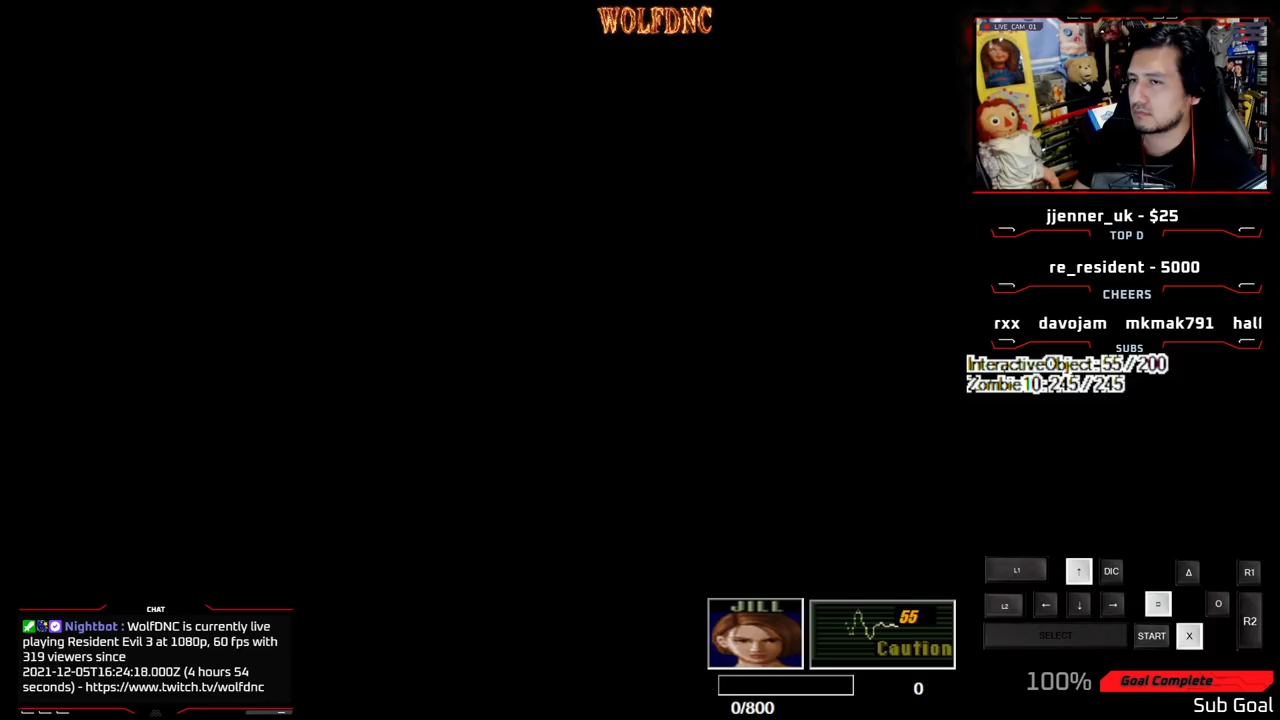 WOLFDNC
LIVE CAM 01
jjenner_uk - $25
TOP D
re_resident - 5000
CHEERS
rxx davojam mkmak791 half
SUBS
InteractiveObject: 55//200
Zombie10: 245//245
L1 ↑ DIC Δ R1
L2 ← ↓ → □ O R2
SELECT START X
JILL
55
Caution
0
0/800
100% Goal Complete
Sub Goal
CHAT
Nightbot : WolfDNC is currently live
playing Resident Evil 3 at 1080p, 60 fps with
319 viewers since
2021-12-05T16:24:18.000Z (4 hours 54
seconds) - https://www.twitch.tv/wolfdnc